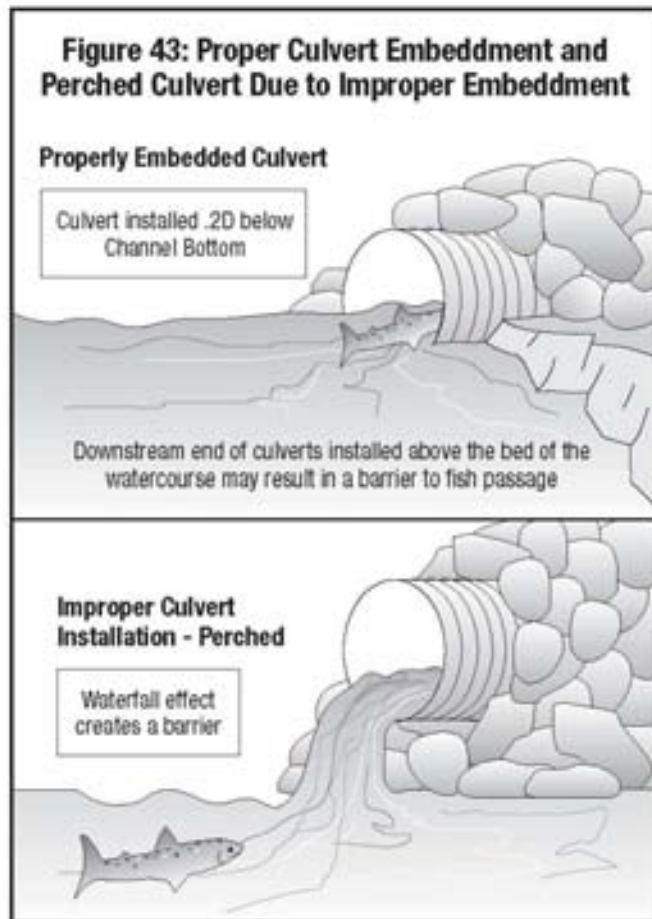 Figure 43: Proper Culvert Embeddment and
Perched Culvert Due to Improper Embeddment
Properly Embedded Culvert
Culvert installed .2D below
Channel Bottom
Downstream end of culverts installed above the bed of the
watercourse may result in a barrier to fish passage
Improper Culvert
Installation - Perched
Waterfall effect
creates a barrier